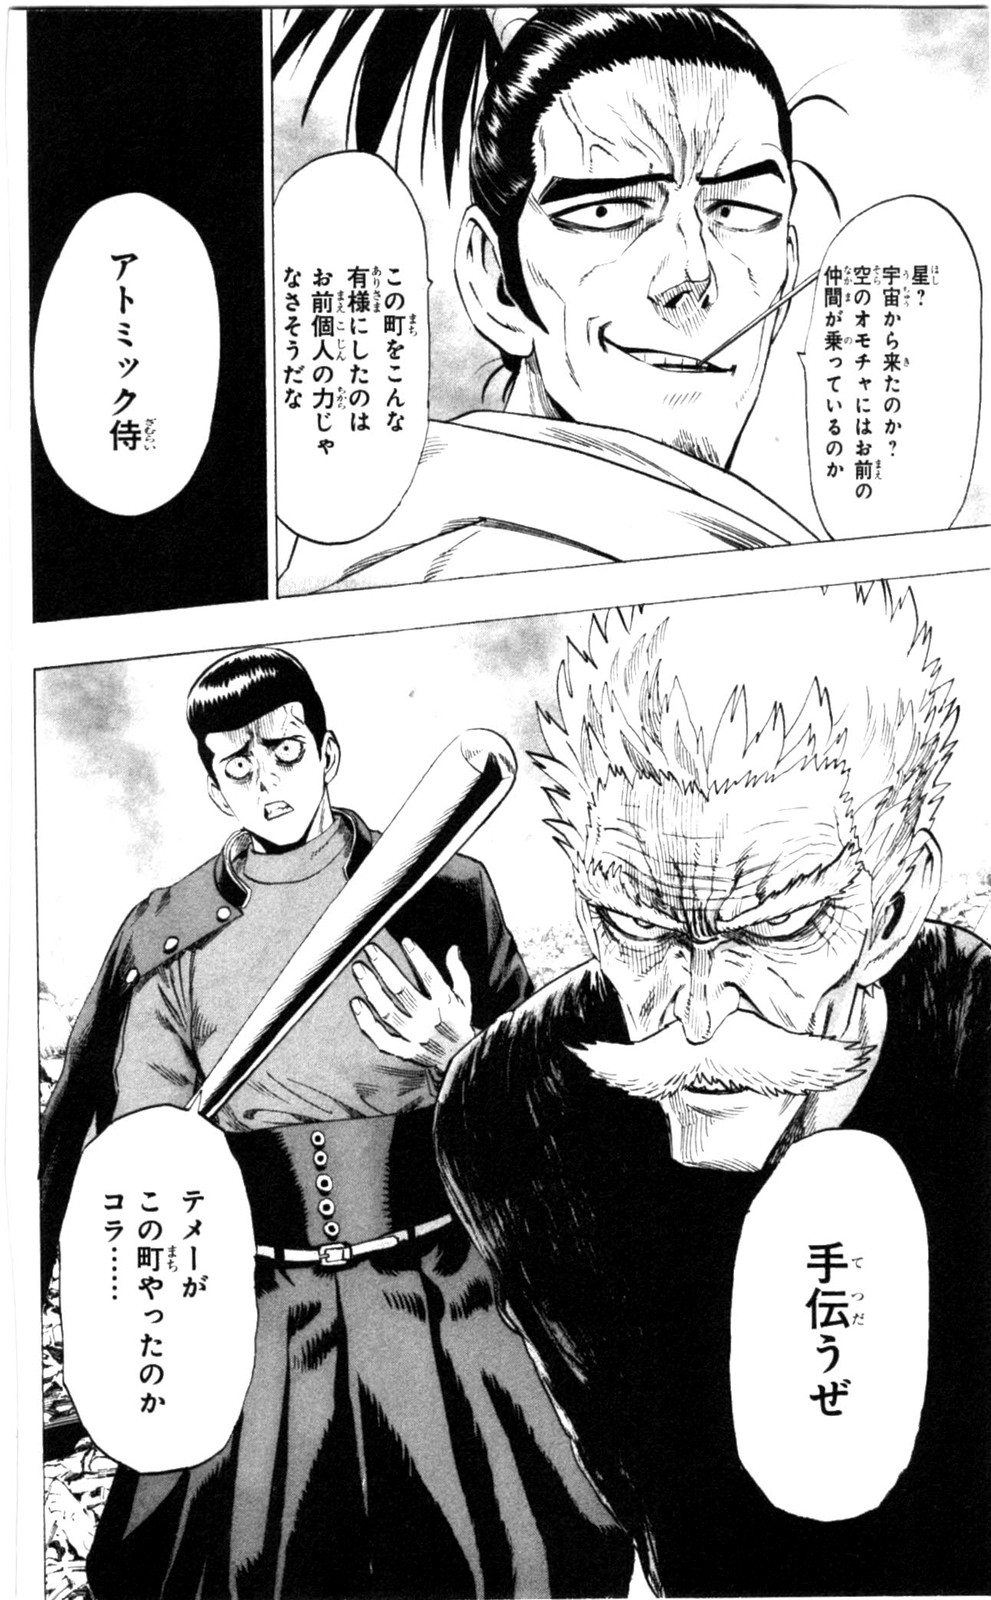 星?
宇宙から来たのか?
空のオモチャにはお前の
仲間が乗っているのか
この町をこんな
有様にしたのは
お前個人の力じゃ
なさそうだな
アトミック侍
手伝うぜ
テメーが
この町やったのか
コラ……